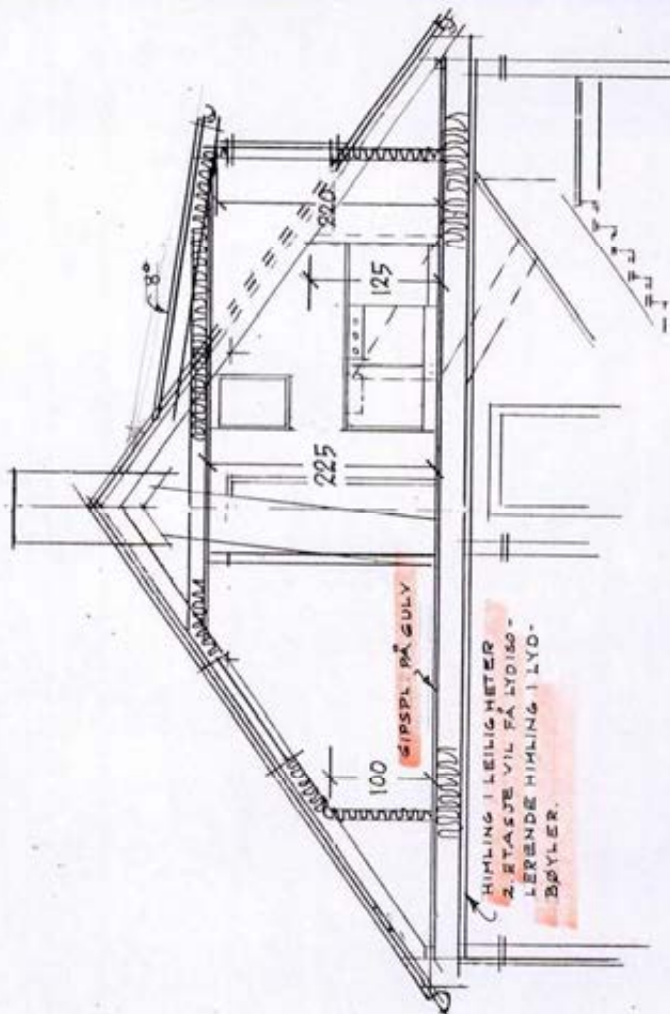 8°
220
125
225
100
GIPSPL. PÅ GULV
HIMLING I LEILIGHETER
2. ETASJE VIL FÅ LYDISO-
LERENDE HIMLING I LYD-
BØYLER.